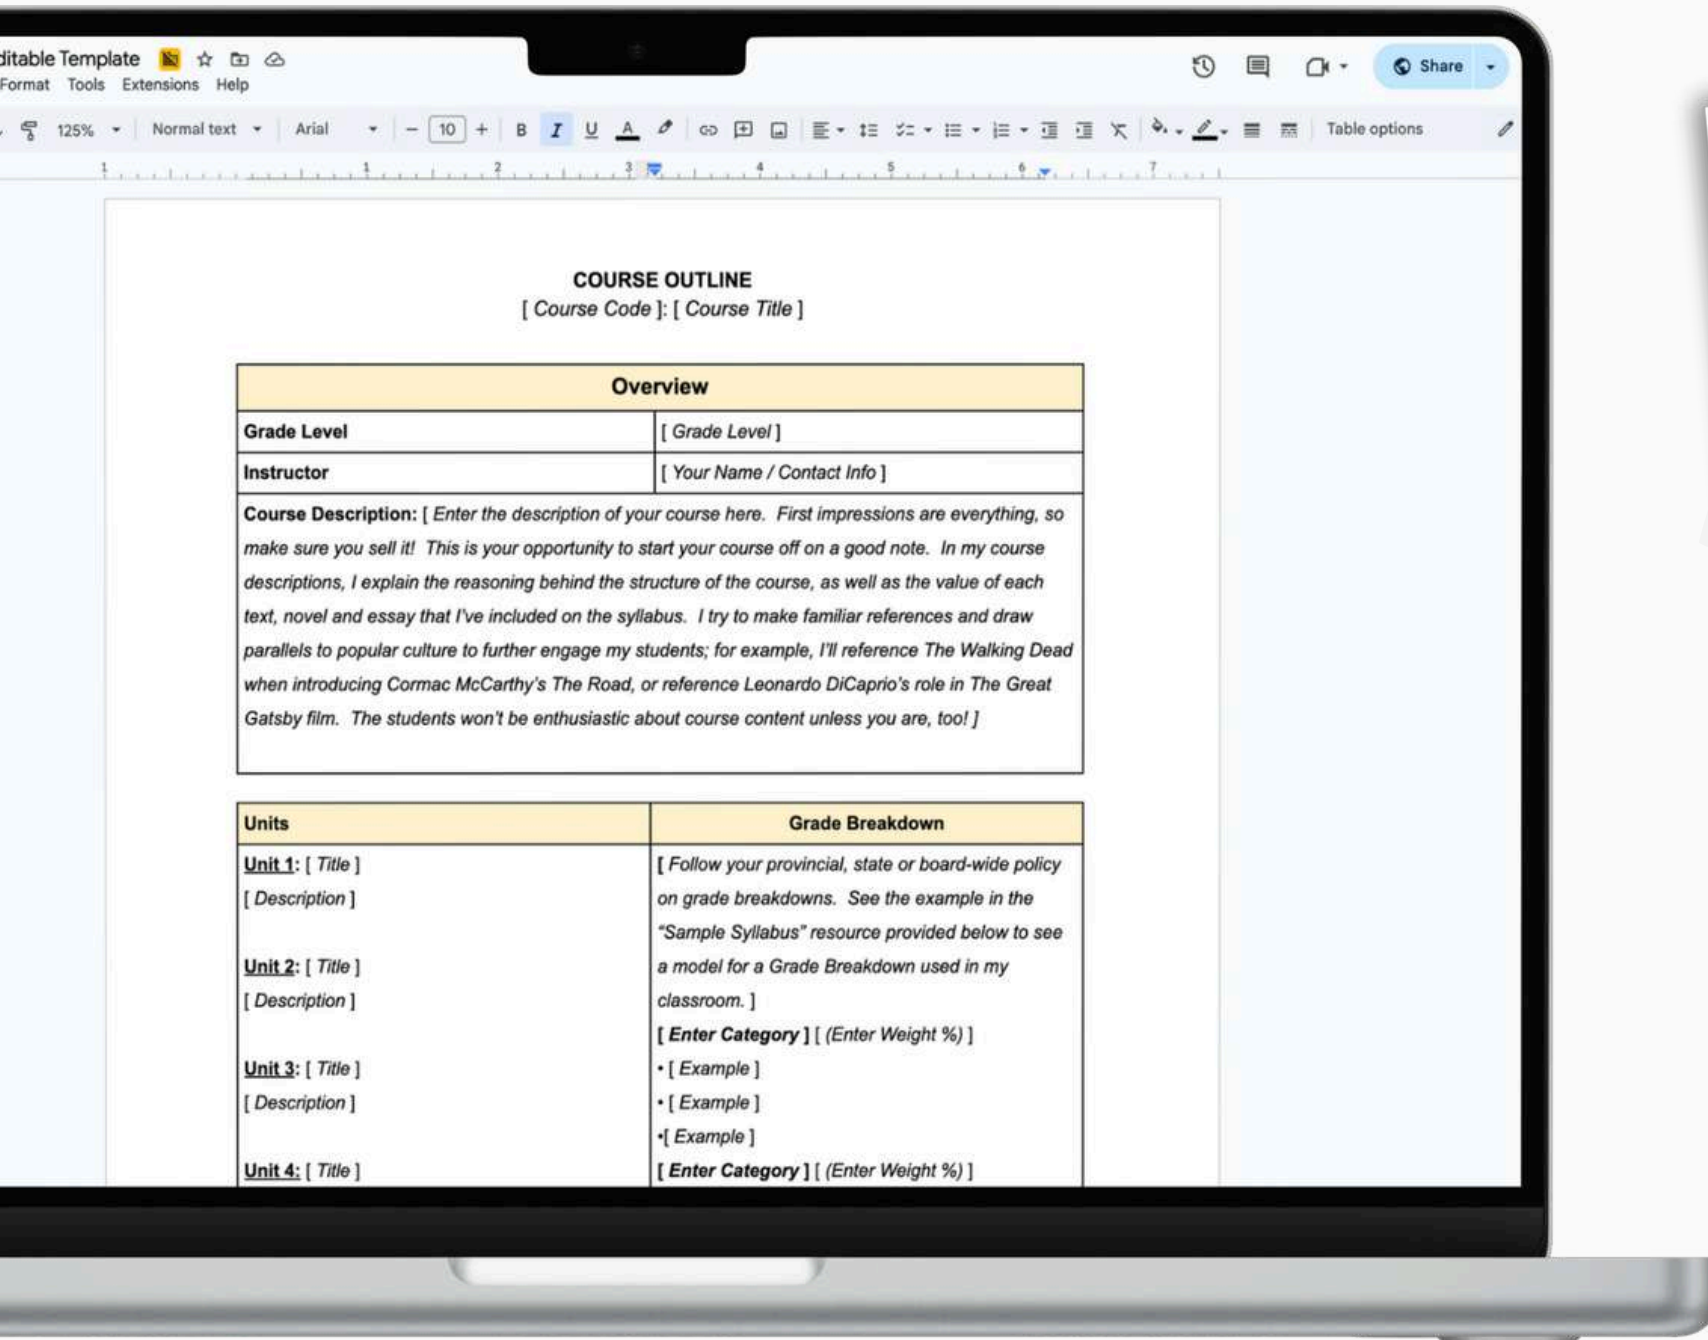 ditable Template
Format Tools Extensions Help
Share
125% Normal text Arial − 10 + B I U A Table options
1 1 2 3 4 5 6 7
COURSE OUTLINE
[ Course Code ]: [ Course Title ]
Overview
Grade Level [ Grade Level ]
Instructor [ Your Name / Contact Info ]
Course Description: [ Enter the description of your course here. First impressions are everything, so
make sure you sell it! This is your opportunity to start your course off on a good note. In my course
descriptions, I explain the reasoning behind the structure of the course, as well as the value of each
text, novel and essay that I've included on the syllabus. I try to make familiar references and draw
parallels to popular culture to further engage my students; for example, I'll reference The Walking Dead
when introducing Cormac McCarthy's The Road, or reference Leonardo DiCaprio's role in The Great
Gatsby film. The students won't be enthusiastic about course content unless you are, too! ]
Units
Unit 1: [ Title ]
[ Description ]
Unit 2: [ Title ]
[ Description ]
Unit 3: [ Title ]
[ Description ]
Unit 4: [ Title ]
Grade Breakdown
[ Follow your provincial, state or board-wide policy
on grade breakdowns. See the example in the
“Sample Syllabus” resource provided below to see
a model for a Grade Breakdown used in my
classroom. ]
[ Enter Category ] [ (Enter Weight %) ]
• [ Example ]
• [ Example ]
•[ Example ]
[ Enter Category ] [ (Enter Weight %) ]